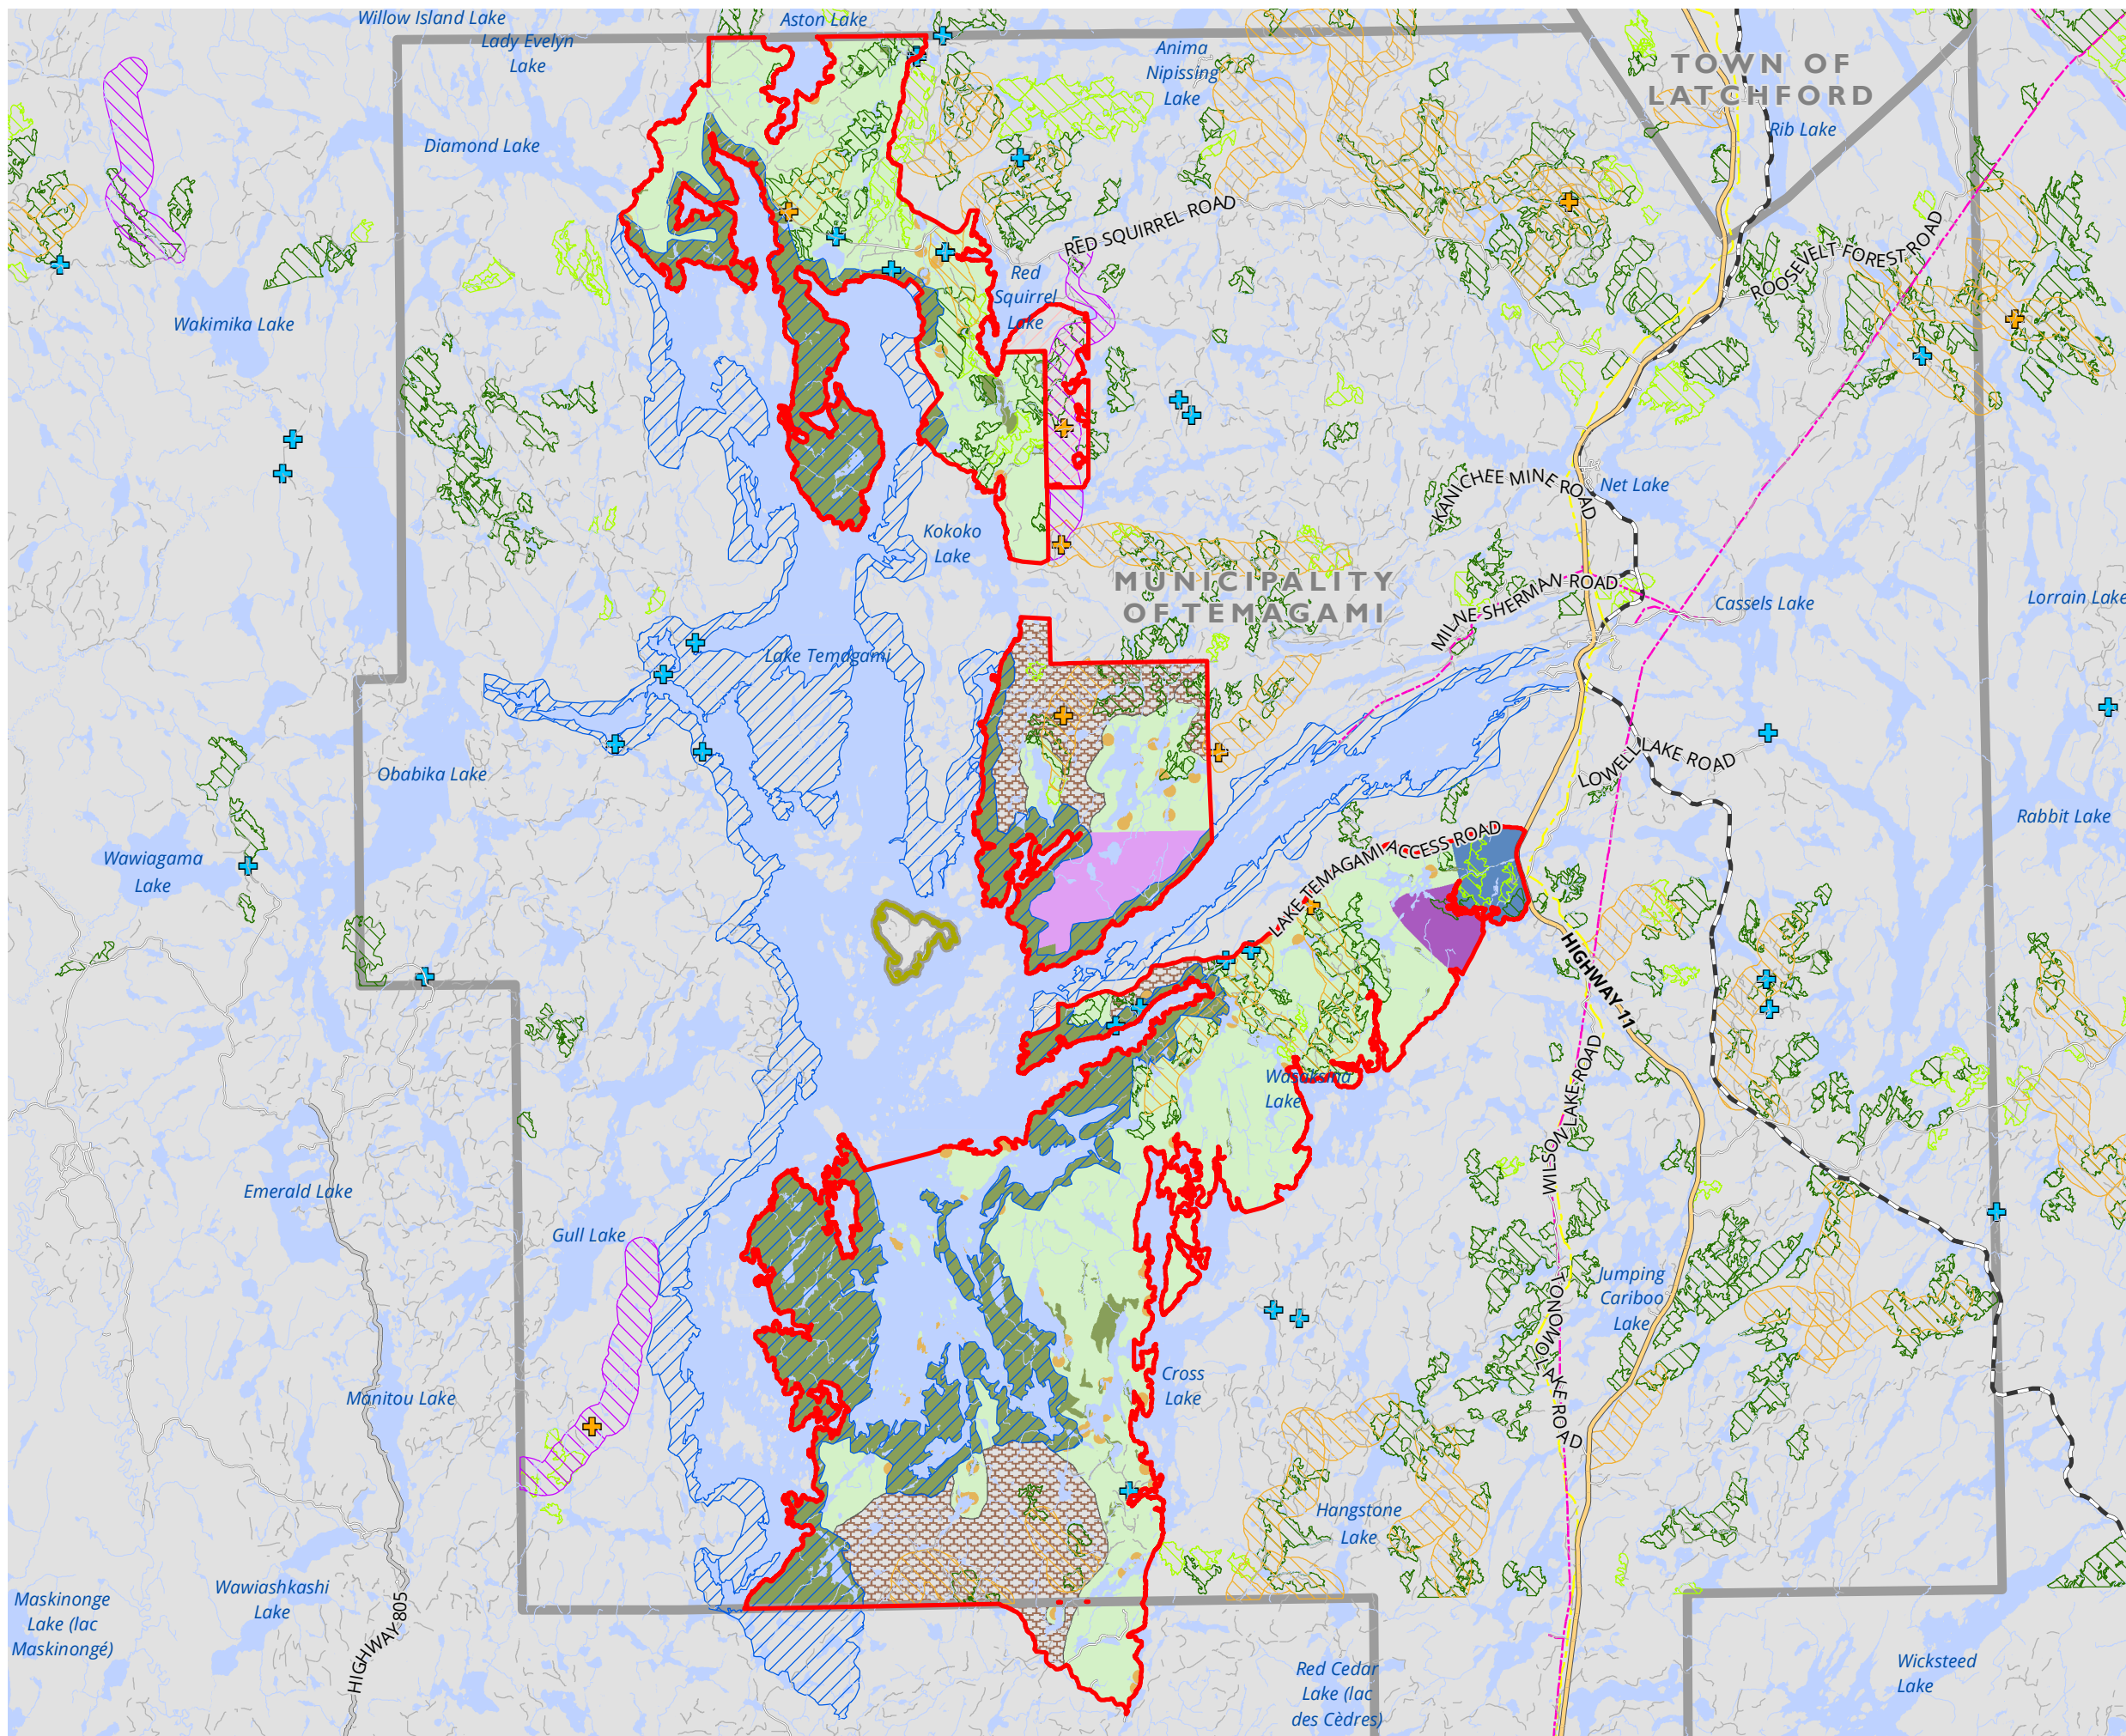 Willow Island Lake
Aston Lake
Lady Evelyn
Lake
Anima
Nipissing
Lake
TOWN OF
LATCHFORD
Rib Lake
Diamond Lake
RED SQUIRREL ROAD
ROOSEVELT FOREST ROAD
Red
Squirrel
Lake
Wakimika Lake
KANICHEE MINE ROAD
Net Lake
Kokoko
Lake
MUNICIPALITY
OF TEMAGAMI
MILNE SHERMAN ROAD
Cassels Lake
Lorrain Lake
Lake Temagami
Obabika Lake
LOWELL LAKE ROAD
Rabbit Lake
Wawiagama
Lake
LAKE TEMAGAMI ACCESS ROAD
HIGHWAY 11
Wasaksina
Lake
WILSON LAKE ROAD
Emerald Lake
Gull Lake
Jumping
Cariboo
Lake
TONOMO LAKE ROAD
Manitou Lake
Cross
Lake
Hangstone
Lake
Wawiashkashi
Lake
Maskinonge
Lake (lac
Maskinongé)
HIGHWAY 805
Red Cedar
Lake (lac
des Cèdres)
Wicksteed
Lake